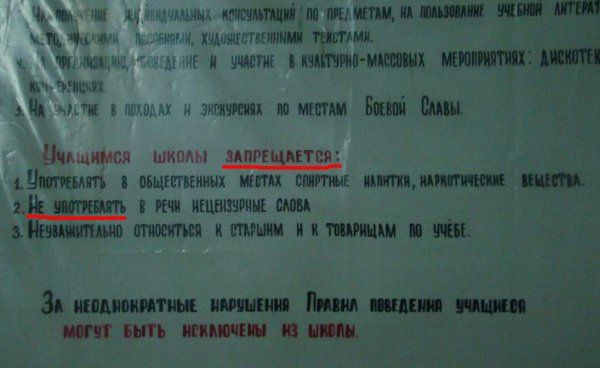 На получение индивидуальных консультаций по предметам, на пользование учебной литерат
методическими пособиями, художественными текстами.
На организацию, проведение и участие в культурно-массовых мероприятиях: дискотек
конференциях.
На участие в походах и экскурсиях по местам Боевой Славы.
Учащимся школы запрещается:
1. Употреблять в общественных местах спиртные напитки, наркотические вещества.
2. Не употреблять в речи нецензурные слова
3. Неуважительно относиться к старшим и к товарищам по учёбе.
За неоднократные нарушения Правил поведения учащиеся
могут быть исключены из школы.